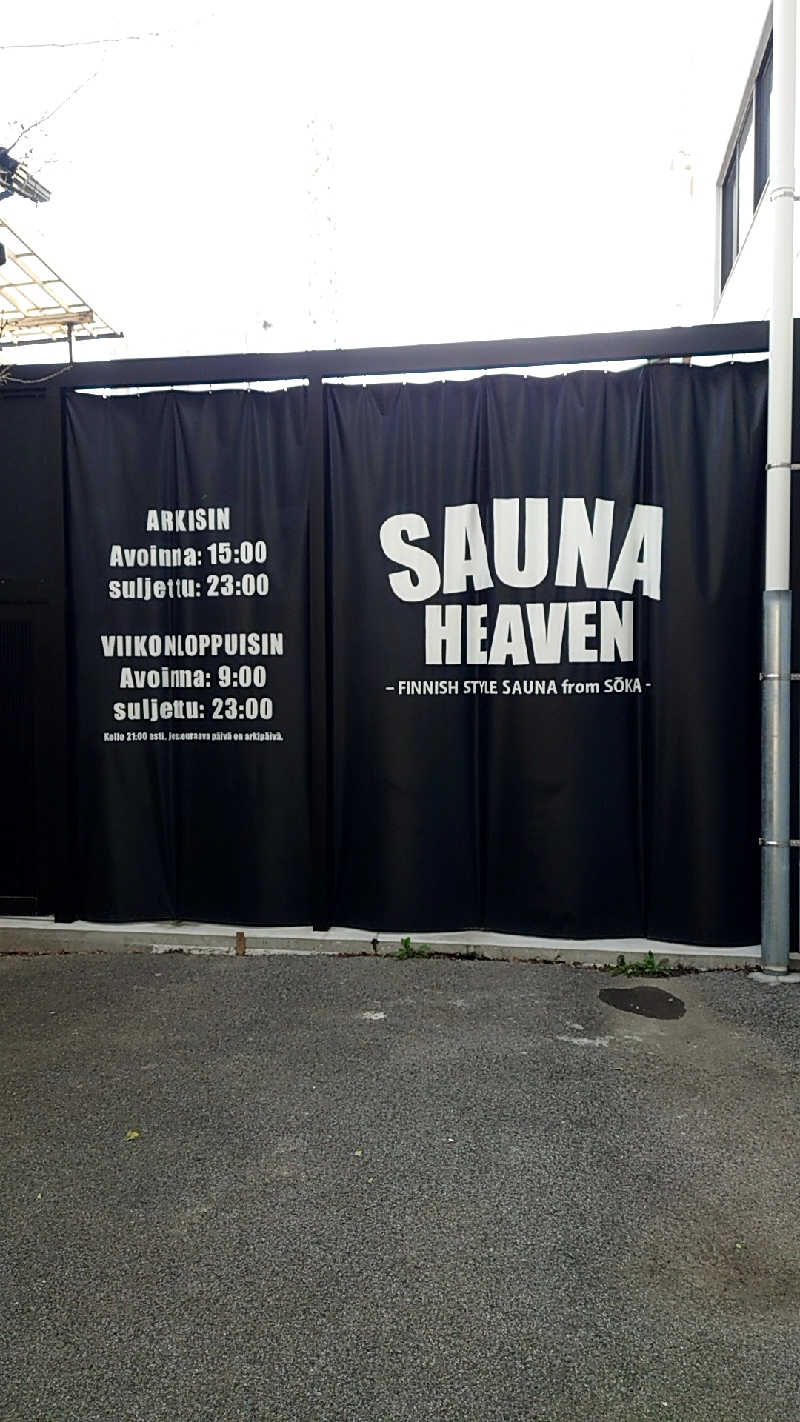 ARKISIN
Avoinna: 15:00
suljettu: 23:00
VIIKONLOPPUISIN
Avoinna: 9:00
suljettu: 23:00
Kello 21:00 asti, jos seuraava päivä on arkipäivä.
SAUNA
HEAVEN
– FINNISH STYLE SAUNA from SŌKA -